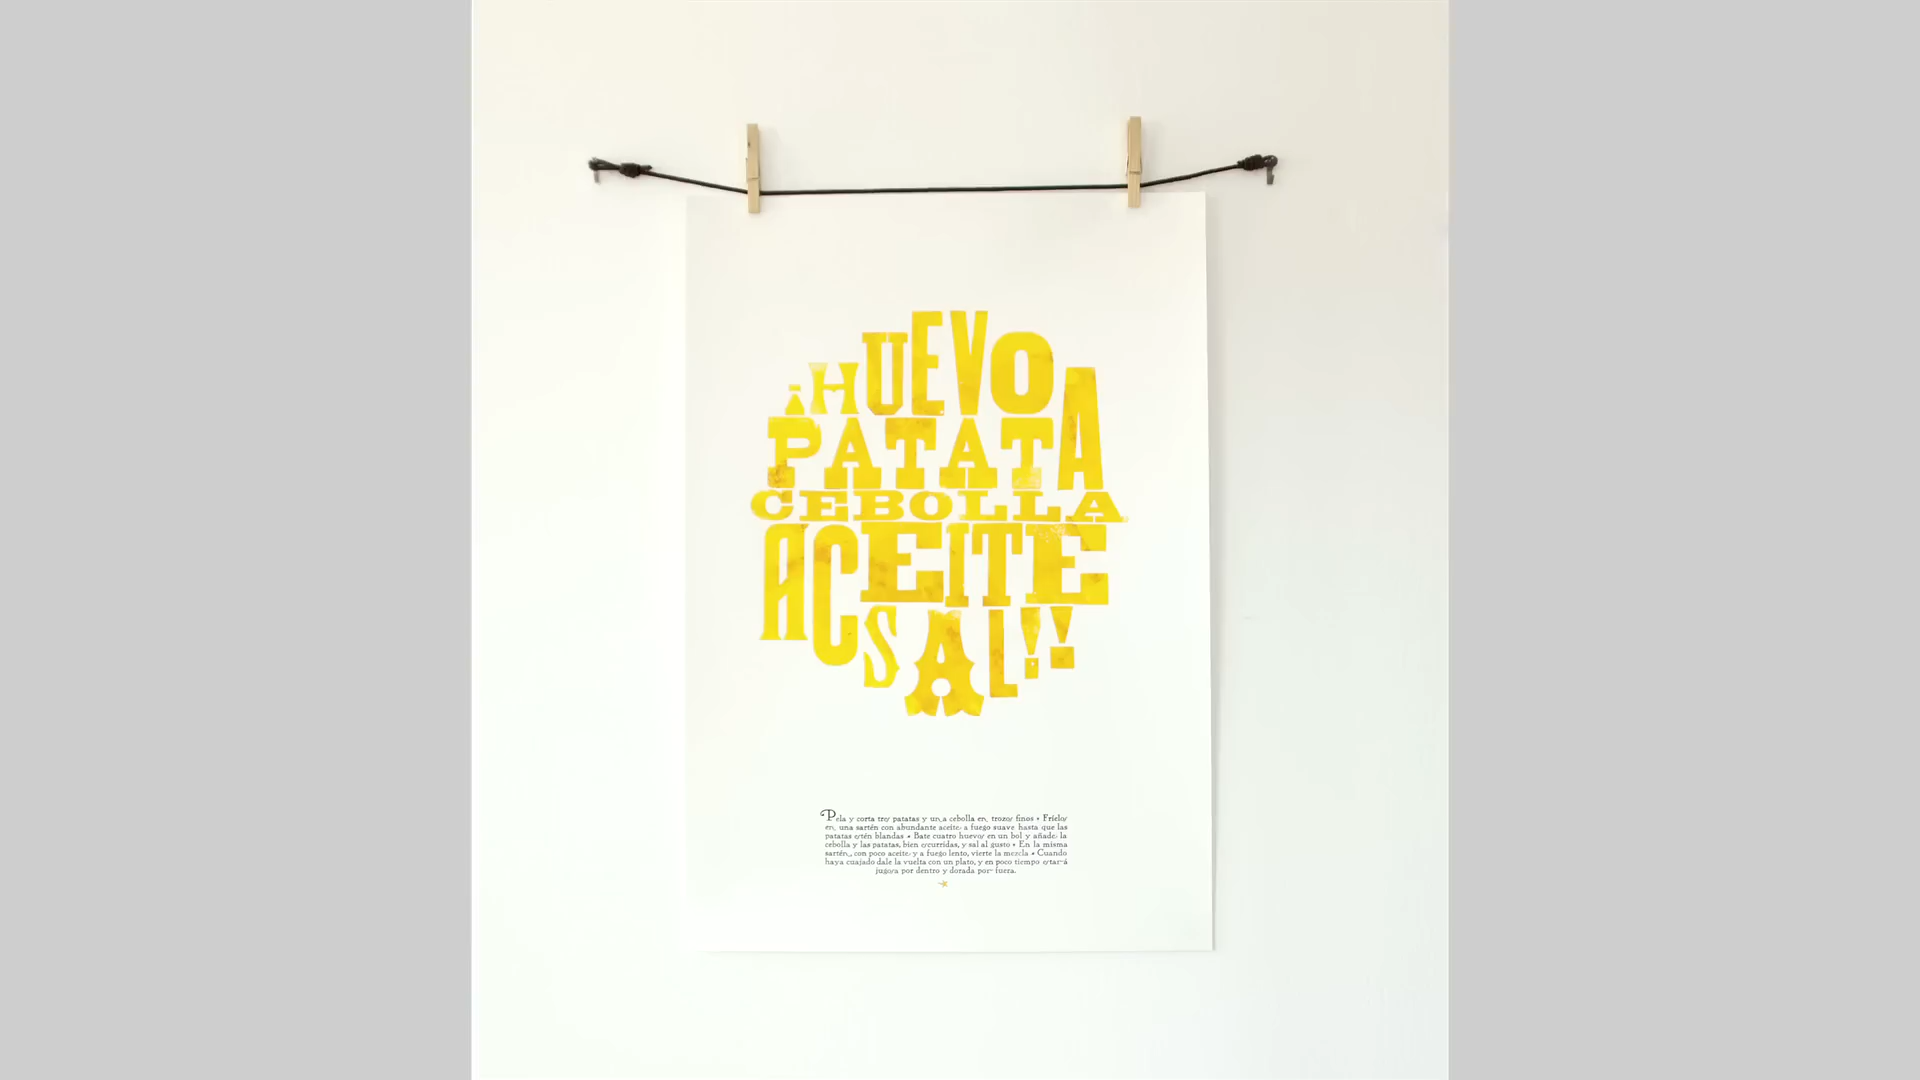 ¡HUEVO
PATATA
CEBOLLA
ACEITE
SAL!!
Pela y corta tres patatas y una cebolla en trozos finos • Fríelos
en una sartén con abundante aceite a fuego suave hasta que las
patatas estén blandas • Bate cuatro huevos en un bol y añade la
cebolla y las patatas, bien escurridas, y sal al gusto • En la misma
sartén, con poco aceite y a fuego lento, vierte la mezcla • Cuando
haya cuajado dale la vuelta con un plato, y en poco tiempo estará
jugosa por dentro y dorada por fuera.